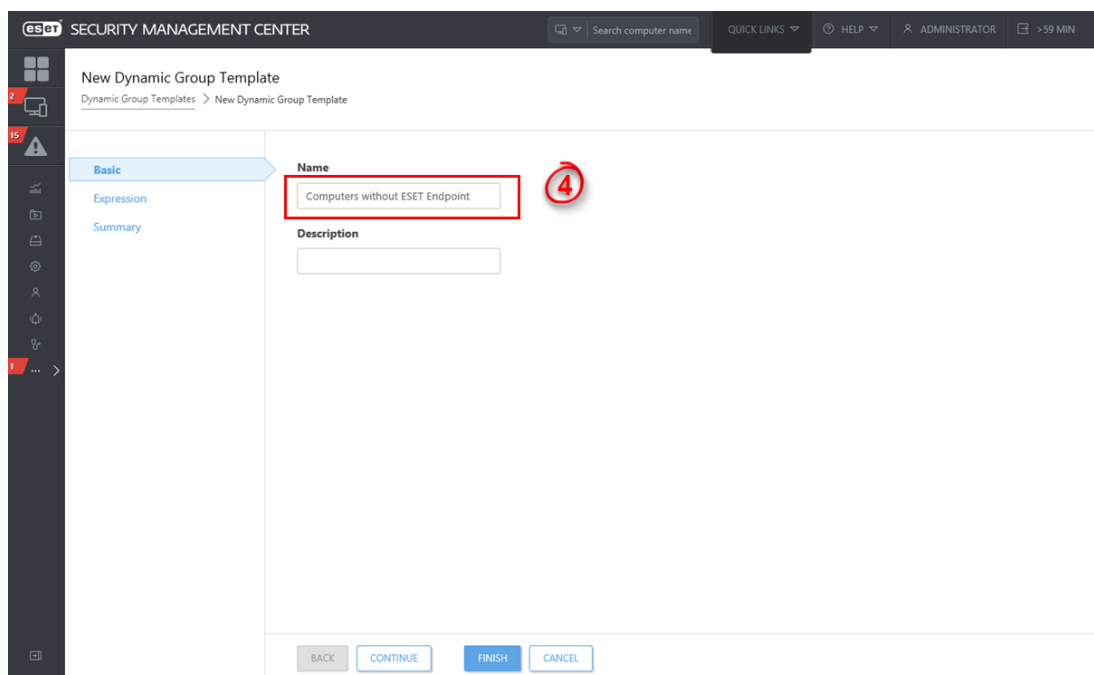 eset SECURITY MANAGEMENT CENTER
Search computer name
QUICK LINKS
HELP
ADMINISTRATOR
>59 MIN
New Dynamic Group Template
Dynamic Group Templates > New Dynamic Group Template
2
15
1
...
Basic
Expression
Summary
Name
Computers without ESET Endpoint
4
Description
BACK
CONTINUE
FINISH
CANCEL